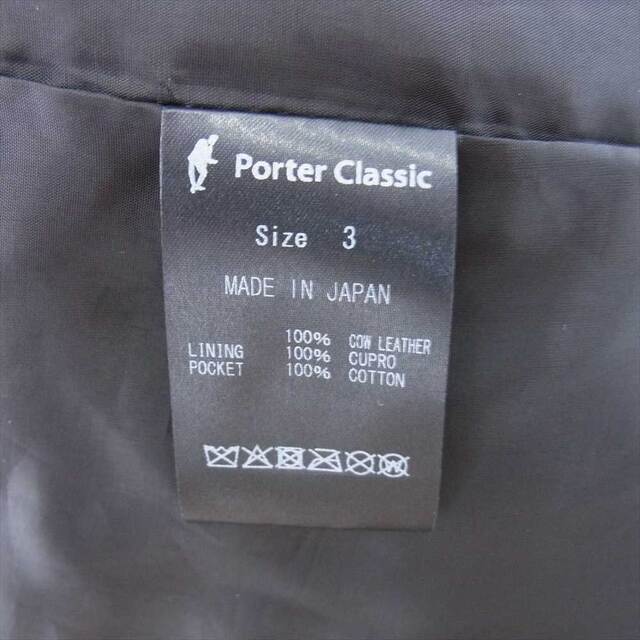 Porter Classic
Size 3
MADE IN JAPAN
100% COW LEATHER
LINING 100% CUPRO
POCKET 100% COTTON